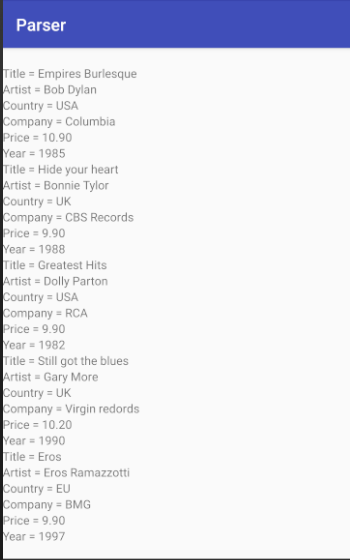 Parser
Title = Empires Burlesque
Artist = Bob Dylan
Country = USA
Company = Columbia
Price = 10.90
Year = 1985
Title = Hide your heart
Artist = Bonnie Tylor
Country = UK
Company = CBS Records
Price = 9.90
Year = 1988
Title = Greatest Hits
Artist = Dolly Parton
Country = USA
Company = RCA
Price = 9.90
Year = 1982
Title = Still got the blues
Artist = Gary More
Country = UK
Company = Virgin redords
Price = 10.20
Year = 1990
Title = Eros
Artist = Eros Ramazzotti
Country = EU
Company = BMG
Price = 9.90
Year = 1997